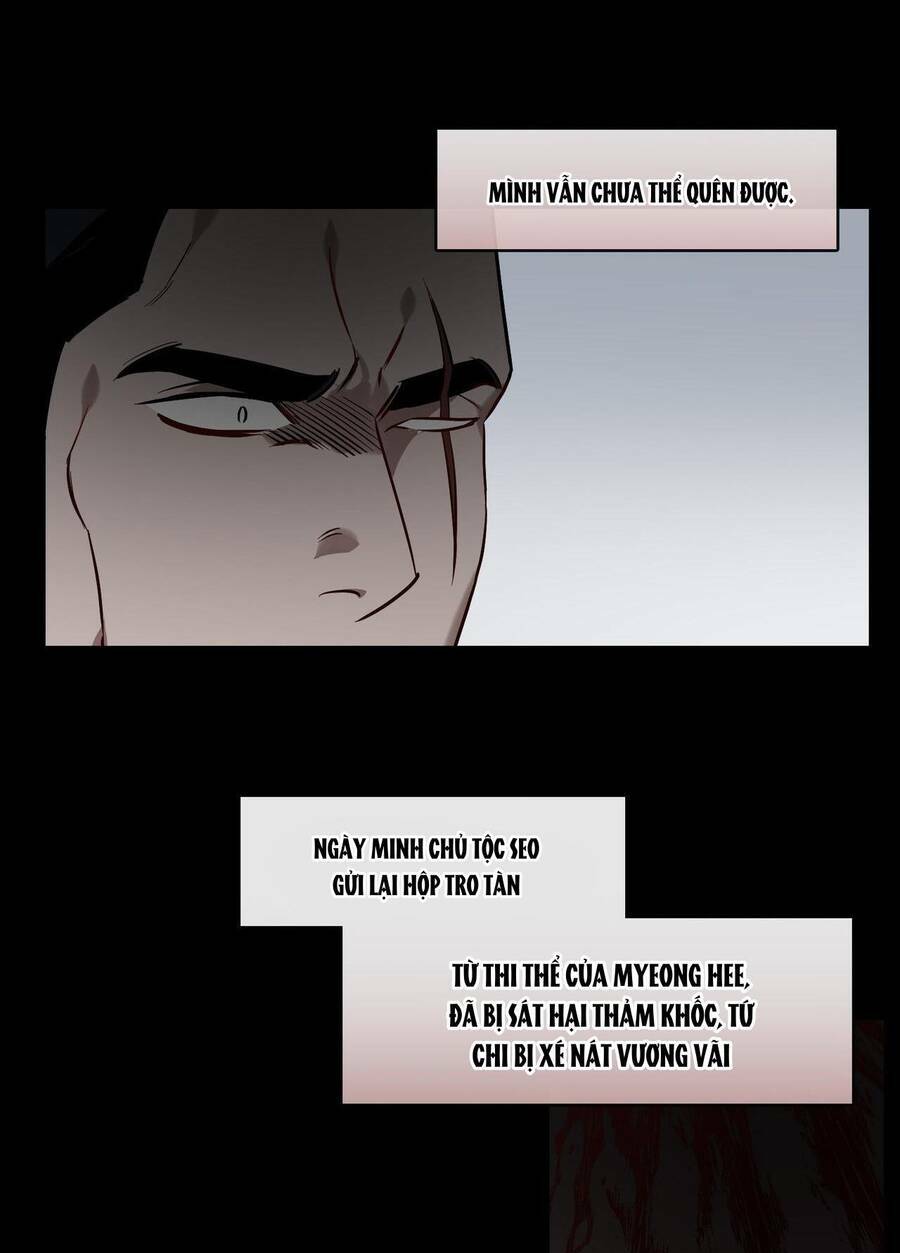 MÌNH VẪN CHƯA THỂ QUÊN ĐƯỢC.
NGÀY MINH CHỦ TỘC SEO
GỬI LẠI HỘP TRO TÀN
TỪ THI THỂ CỦA MYEONG HEE,
ĐÃ BỊ SÁT HẠI THẢM KHỐC, TỨ
CHI BỊ XÉ NÁT VƯƠNG VÃI